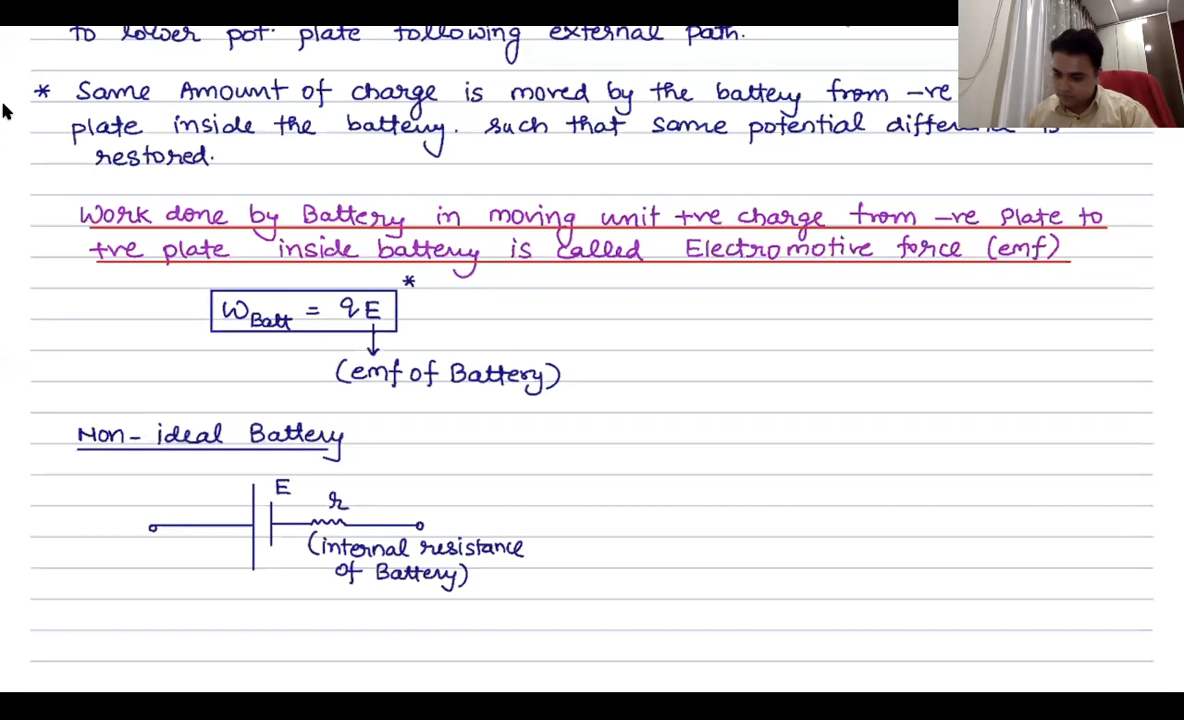 to lower pot. plate following external path.
* Same Amount of charge is moved by the battery from -ve
plate inside the battery. such that same potential
restored.
Work done by Battery in moving unit +ve charge from -ve Plate to
+ve plate inside battery is called Electromotive force (emf)
*
W Batt = qE
(emf of Battery)
Non-ideal Battery
E
r
(internal resistance
of Battery)